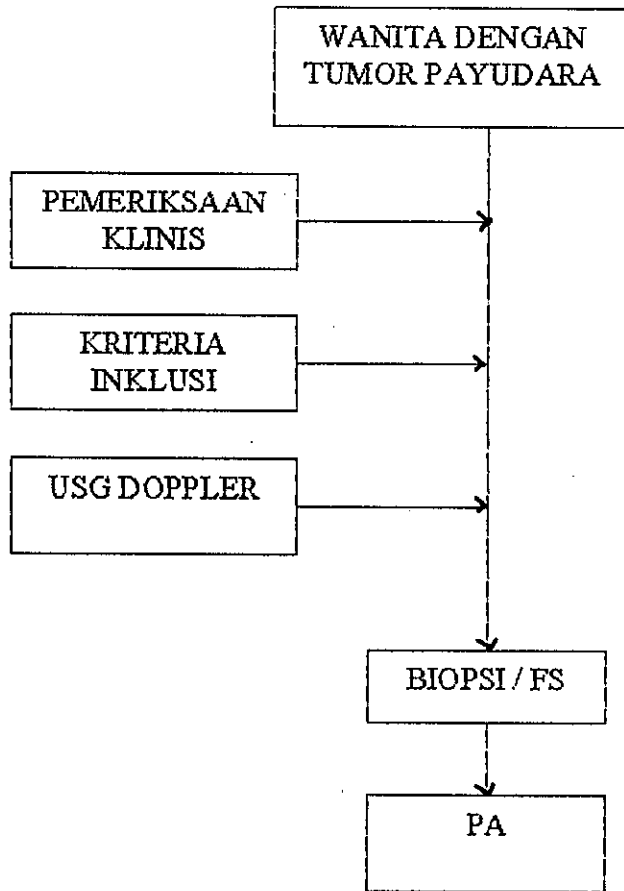 WANITA DENGAN
TUMOR PAYUDARA
PEMERIKSAAN
KLINIS
KRITERIA
INKLUSI
USG DOPPLER
BIOPSI / FS
PA